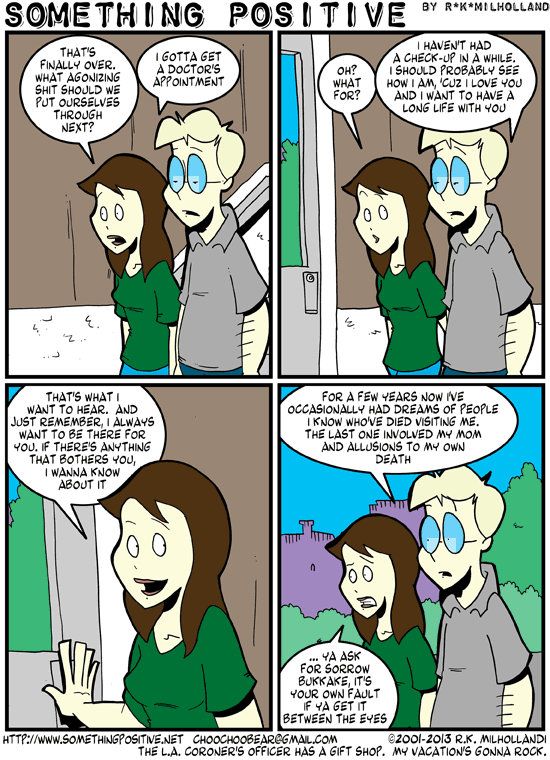 SOMETHING POSITIVE BY R*K*MILHOLLAND
THAT'S
FINALLY OVER.
WHAT AGONIZING
SHIT SHOULD WE
PUT OURSELVES
THROUGH
NEXT?
I GOTTA GET
A DOCTOR'S
APPOINTMENT
OH?
WHAT
FOR?
I HAVEN'T HAD
A CHECK-UP IN A WHILE.
I SHOULD PROBABLY SEE
HOW I AM, 'CUZ I LOVE YOU
AND I WANT TO HAVE A
LONG LIFE WITH YOU
THAT'S WHAT I
WANT TO HEAR. AND
JUST REMEMBER, I ALWAYS
WANT TO BE THERE FOR
YOU. IF THERE'S ANYTHING
THAT BOTHERS YOU,
I WANNA KNOW
ABOUT IT
FOR A FEW YEARS NOW I'VE
OCCASIONALLY HAD DREAMS OF PEOPLE
I KNOW WHO'VE DIED VISITING ME.
THE LAST ONE INVOLVED MY MOM
AND ALLUSIONS TO MY OWN
DEATH
... YA ASK
FOR SORROW
BUKKAKE, IT'S
YOUR OWN FAULT
IF YA GET IT
BETWEEN THE EYES
HTTP://WWW.SOMETHINGPOSITIVE.NET CHOOCHOOBEAR@GMAIL.COM ©2001-2013 R.K. MILHOLLAND!
THE L.A. CORONER'S OFFICER HAS A GIFT SHOP. MY VACATION'S GONNA ROCK.